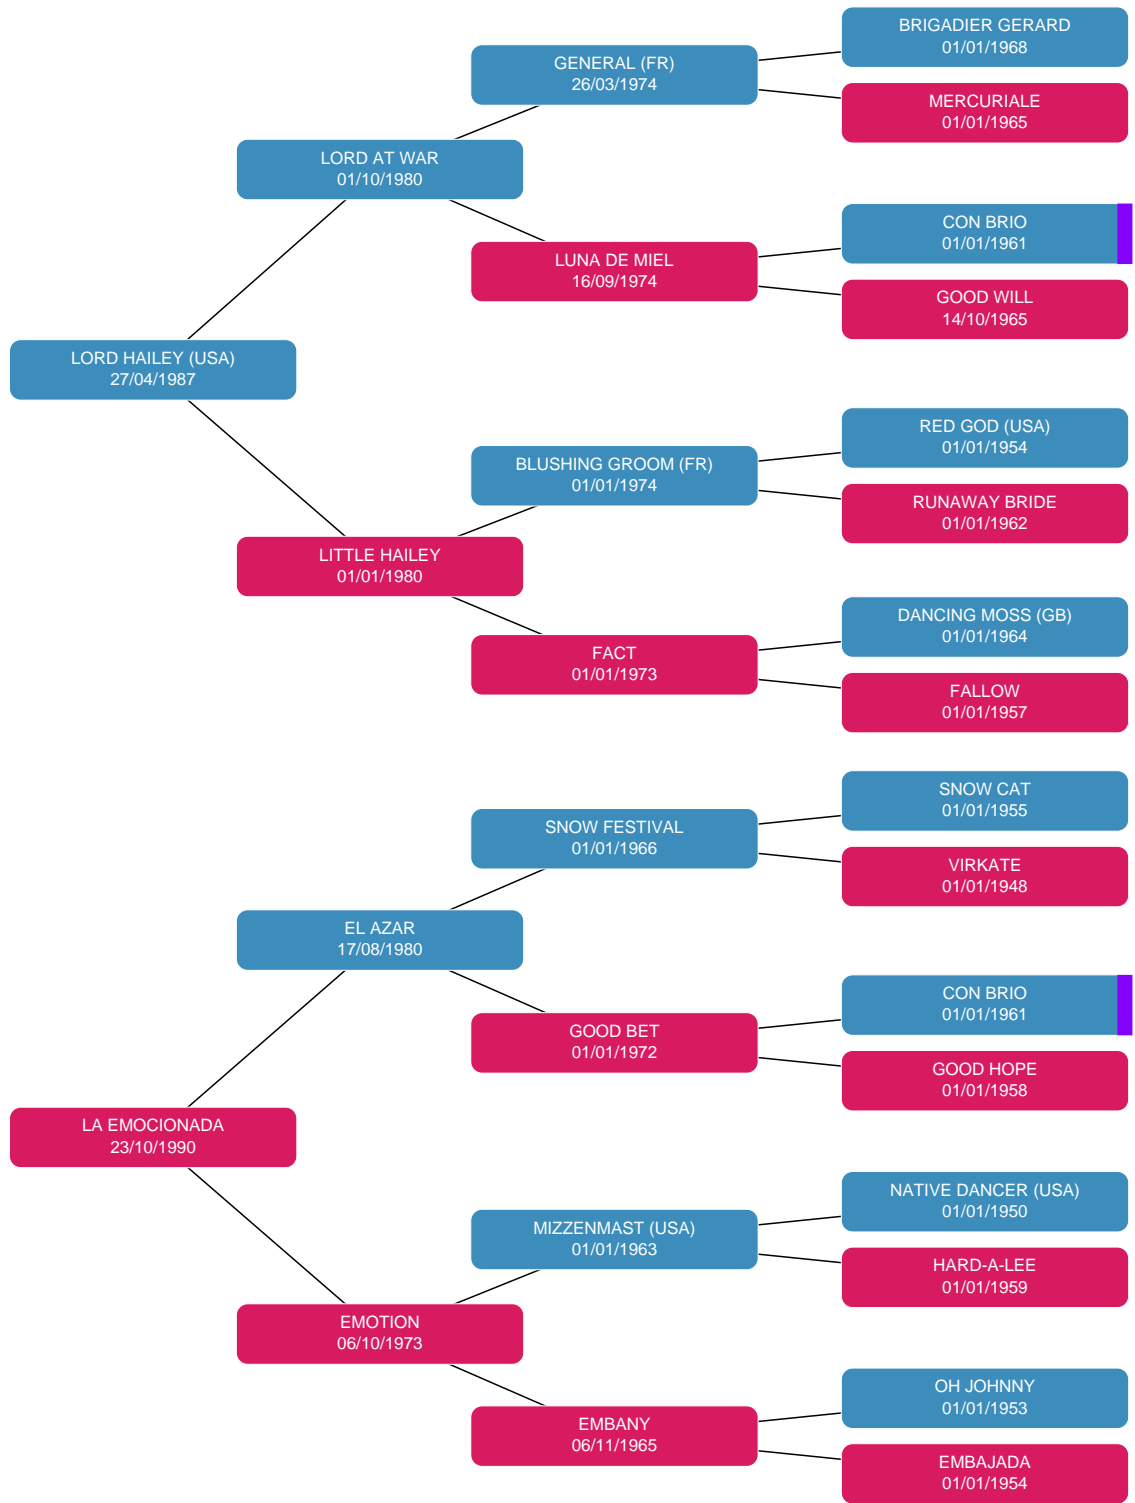 BRIGADIER GERARD
01/01/1968
GENERAL (FR)
26/03/1974
MERCURIALE
01/01/1965
LORD AT WAR
01/10/1980
CON BRIO
01/01/1961
LUNA DE MIEL
16/09/1974
GOOD WILL
14/10/1965
LORD HAILEY (USA)
27/04/1987
RED GOD (USA)
01/01/1954
BLUSHING GROOM (FR)
01/01/1974
RUNAWAY BRIDE
01/01/1962
LITTLE HAILEY
01/01/1980
DANCING MOSS (GB)
01/01/1964
FACT
01/01/1973
FALLOW
01/01/1957
SNOW CAT
01/01/1955
SNOW FESTIVAL
01/01/1966
VIRKATE
01/01/1948
EL AZAR
17/08/1980
CON BRIO
01/01/1961
GOOD BET
01/01/1972
GOOD HOPE
01/01/1958
LA EMOCIONADA
23/10/1990
NATIVE DANCER (USA)
01/01/1950
MIZZENMAST (USA)
01/01/1963
HARD-A-LEE
01/01/1959
EMOTION
06/10/1973
OH JOHNNY
01/01/1953
EMBANY
06/11/1965
EMBAJADA
01/01/1954